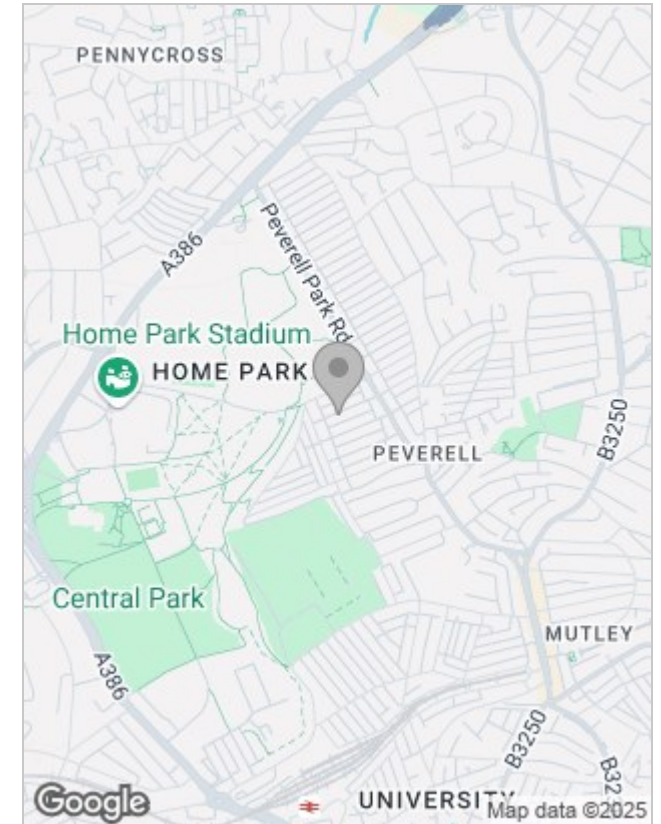 PENNYCROSS
A386
Peverell Park Rd
Home Park Stadium
HOME PARK
B3250
PEVERELL
Central Park
MUTLEY
A386
B3250
UNIVERSITY
Google
Map data ©2025